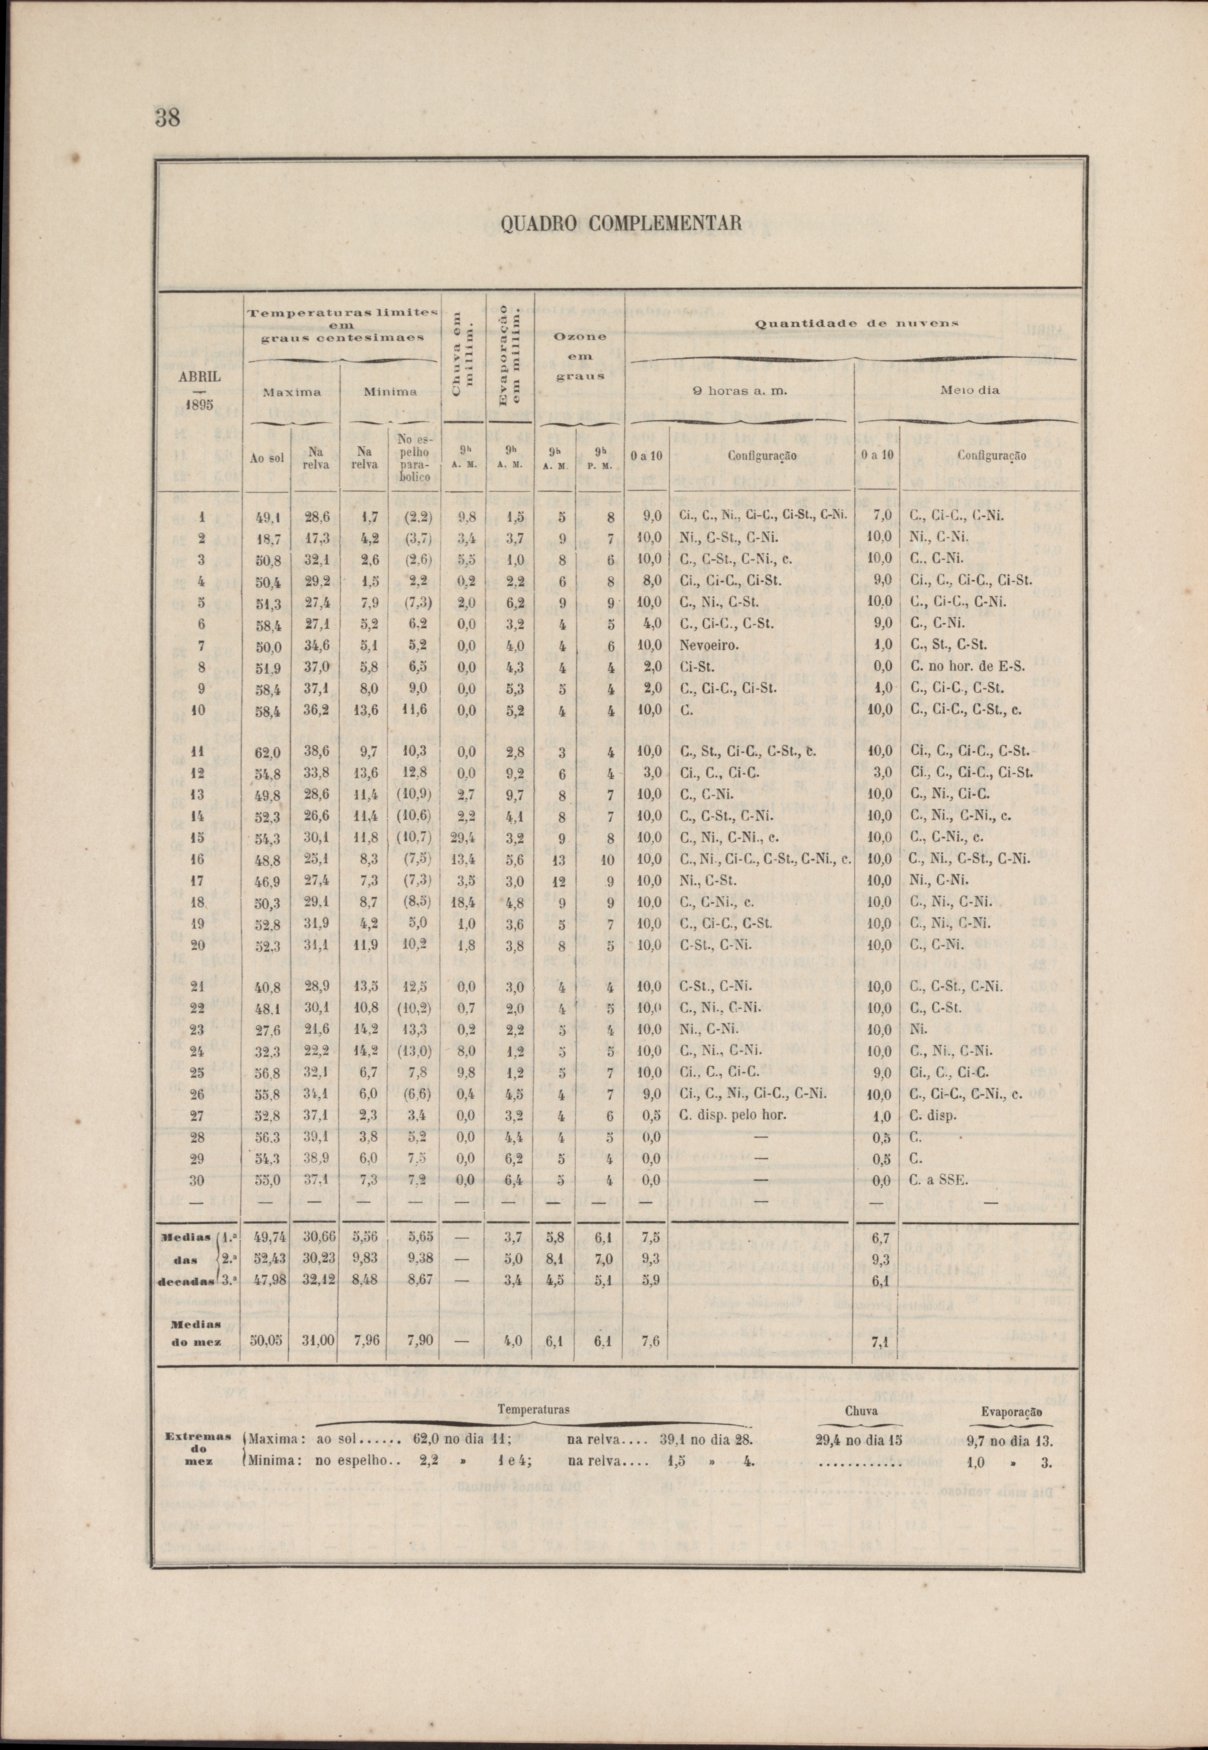 38
QUADRO COMPLEMENTAR
ABRIL
—
1895
Temperaturas limites
em
graus centesimaes
Chuva em
millim.
Evaporação
em millim.
Ozone
em
graus
Quantidade de nuvens
Maxima Minima 9 horas a. m. Meio dia
Ao sol Na relva Na relva No espelho parabolico 9h A. M. 9h A. M. 9h A. M. 9h P. M. 0 a 10 Configuração 0 a 10 Configuração
1 49,1 28,6 1,7 (2,2) 9,8 1,5 5 8 9,0 Ci., C., Ni., Ci-C., Ci-St., C-Ni. 7,0 C., Ci-C., C-Ni.
2 18,7 17,3 4,2 (3,7) 3,4 3,7 9 7 10,0 Ni., C-St., C-Ni. 10,0 Ni., C-Ni.
3 50,8 32,1 2,6 (2,6) 5,5 1,0 8 6 10,0 C., C-St., C-Ni., c. 10,0 C., C-Ni.
4 50,4 29,2 1,5 2,2 0,2 2,2 6 8 8,0 Ci., Ci-C., Ci-St. 9,0 Ci., C., Ci-C., Ci-St.
5 51,3 27,4 7,9 (7,3) 2,0 6,2 9 9 10,0 C., Ni., C-St. 10,0 C., Ci-C., C-Ni.
6 58,4 27,1 5,2 6,2 0,0 3,2 4 5 4,0 C., Ci-C., C-St. 9,0 C., C-Ni.
7 50,0 34,6 5,1 5,2 0,0 4,0 4 6 10,0 Nevoeiro. 1,0 C., St., C-St.
8 51,9 37,0 5,8 6,5 0,0 4,3 4 4 2,0 Ci-St. 0,0 C. no hor. de E-S.
9 58,4 37,1 8,0 9,0 0,0 5,3 5 4 2,0 C., Ci-C., Ci-St. 1,0 C., Ci-C., C-St.
10 58,4 36,2 13,6 11,6 0,0 5,2 4 4 10,0 C. 10,0 C., Ci-C., C-St., c.
11 62,0 38,6 9,7 10,3 0,0 2,8 3 4 10,0 C., St., Ci-C., C-St., c. 10,0 Ci., C., Ci-C., C-St.
12 54,8 33,8 13,6 12,8 0,0 9,2 6 4 3,0 Ci., C., Ci-C. 3,0 Ci., C., Ci-C., Ci-St.
13 49,8 28,6 11,4 (10,9) 2,7 9,7 8 7 10,0 C., C-Ni. 10,0 C., Ni., Ci-C.
14 52,3 26,6 11,4 (10,6) 2,2 4,1 8 7 10,0 C., C-St., C-Ni. 10,0 C., Ni., C-Ni., c.
15 54,3 30,1 11,8 (10,7) 29,4 3,2 9 8 10,0 C., Ni., C-Ni., c. 10,0 C., C-Ni., c.
16 48,8 25,1 8,3 (7,5) 13,4 5,6 13 10 10,0 C., Ni., Ci-C., C-St., C-Ni., c. 10,0 C., Ni., C-St., C-Ni.
17 46,9 27,4 7,3 (7,3) 3,5 3,0 12 9 10,0 Ni., C-St. 10,0 Ni., C-Ni.
18 50,3 29,1 8,7 (8,5) 18,4 4,8 9 9 10,0 C., C-Ni., c. 10,0 C., Ni., C-Ni.
19 52,8 31,9 4,2 5,0 1,0 3,6 5 7 10,0 C., Ci-C., C-St. 10,0 C., Ni., C-Ni.
20 52,3 31,1 11,9 10,2 1,8 3,8 8 5 10,0 C-St., C-Ni. 10,0 C., C-Ni.
21 40,8 28,9 13,5 12,5 0,0 3,0 4 4 10,0 C-St., C-Ni. 10,0 C., C-St., C-Ni.
22 48,1 30,1 10,8 (10,2) 0,7 2,0 4 5 10,0 C., Ni., C-Ni. 10,0 C., C-St.
23 27,6 21,6 14,2 13,3 0,2 2,2 5 4 10,0 Ni., C-Ni. 10,0 Ni.
24 32,3 22,2 14,2 (13,0) 8,0 1,2 5 5 10,0 C., Ni., C-Ni. 10,0 C., Ni., C-Ni.
25 56,8 32,1 6,7 7,8 9,8 1,2 5 7 10,0 Ci., C., Ci-C. 9,0 Ci., C., Ci-C.
26 55,8 34,1 6,0 (6,6) 0,4 4,5 4 7 9,0 Ci., C., Ni., Ci-C., C-Ni. 10,0 C., Ci-C., C-Ni., c.
27 52,8 37,1 2,3 3,4 0,0 3,2 4 6 0,5 C. disp. pelo hor. 1,0 C. disp.
28 56,3 39,1 3,8 5,2 0,0 4,4 4 5 0,0 — 0,5 C.
29 54,3 38,9 6,0 7,5 0,0 6,2 5 4 0,0 — 0,5 C.
30 55,0 37,1 7,3 7,2 0,0 6,4 5 4 0,0 — 0,0 C. a SSE.
— — — — — — — — — — — — —
Medias 1.ª 49,74 30,66 5,56 5,65 — 3,7 5,8 6,1 7,5 6,7
das 2.ª 52,43 30,23 9,83 9,38 — 5,0 8,1 7,0 9,3 9,3
decadas 3.ª 47,98 32,12 8,48 8,67 — 3,4 4,5 5,1 5,9 6,1
Medias
do mez 50,05 31,00 7,96 7,90 — 4,0 6,1 6,1 7,6 7,1
Temperaturas Chuva Evaporação
Extremas
do
mez
Maxima: ao sol...... 62,0 no dia 11; na relva.... 39,1 no dia 28. 29,4 no dia 15 9,7 no dia 13.
Minima: no espelho.. 2,2 » 1 e 4; na relva.... 1,5 » 4. ............ 1,0 » 3.